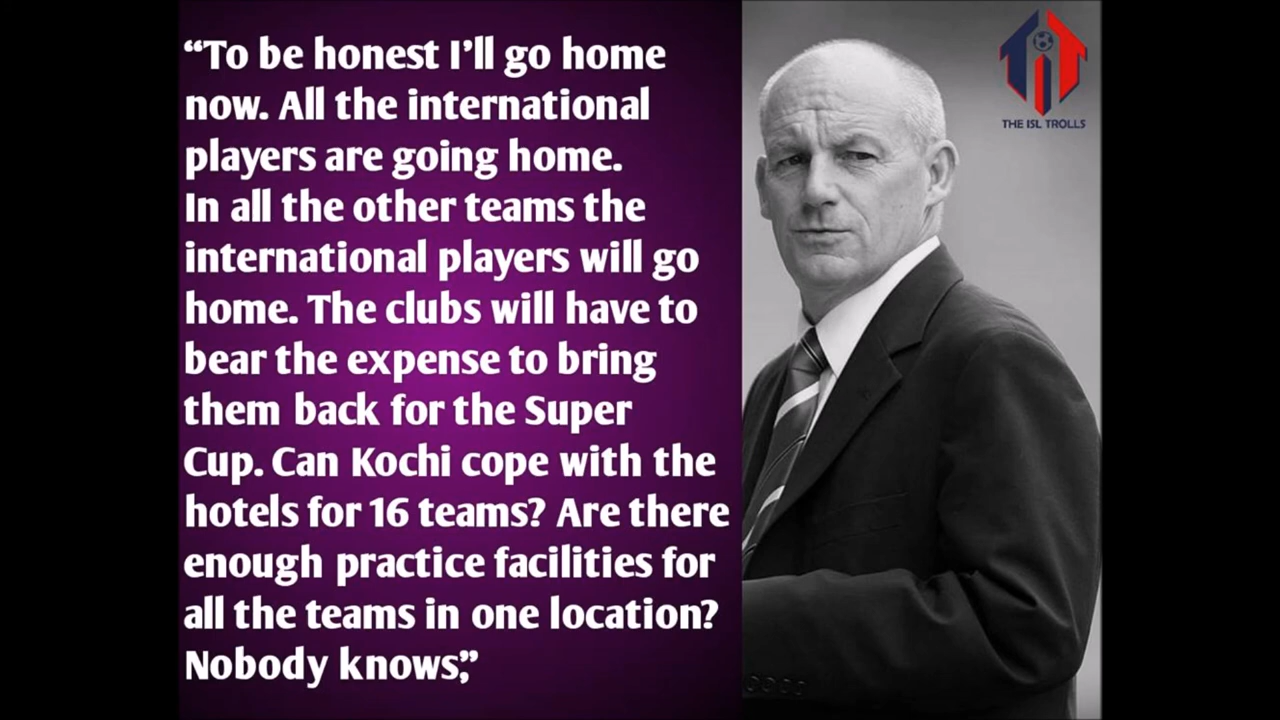 “To be honest I’ll go home
now. All the international
players are going home.
In all the other teams the
international players will go
home. The clubs will have to
bear the expense to bring
them back for the Super
Cup. Can Kochi cope with the
hotels for 16 teams? Are there
enough practice facilities for
all the teams in one location?
Nobody knows,”
THE ISL TROLLS